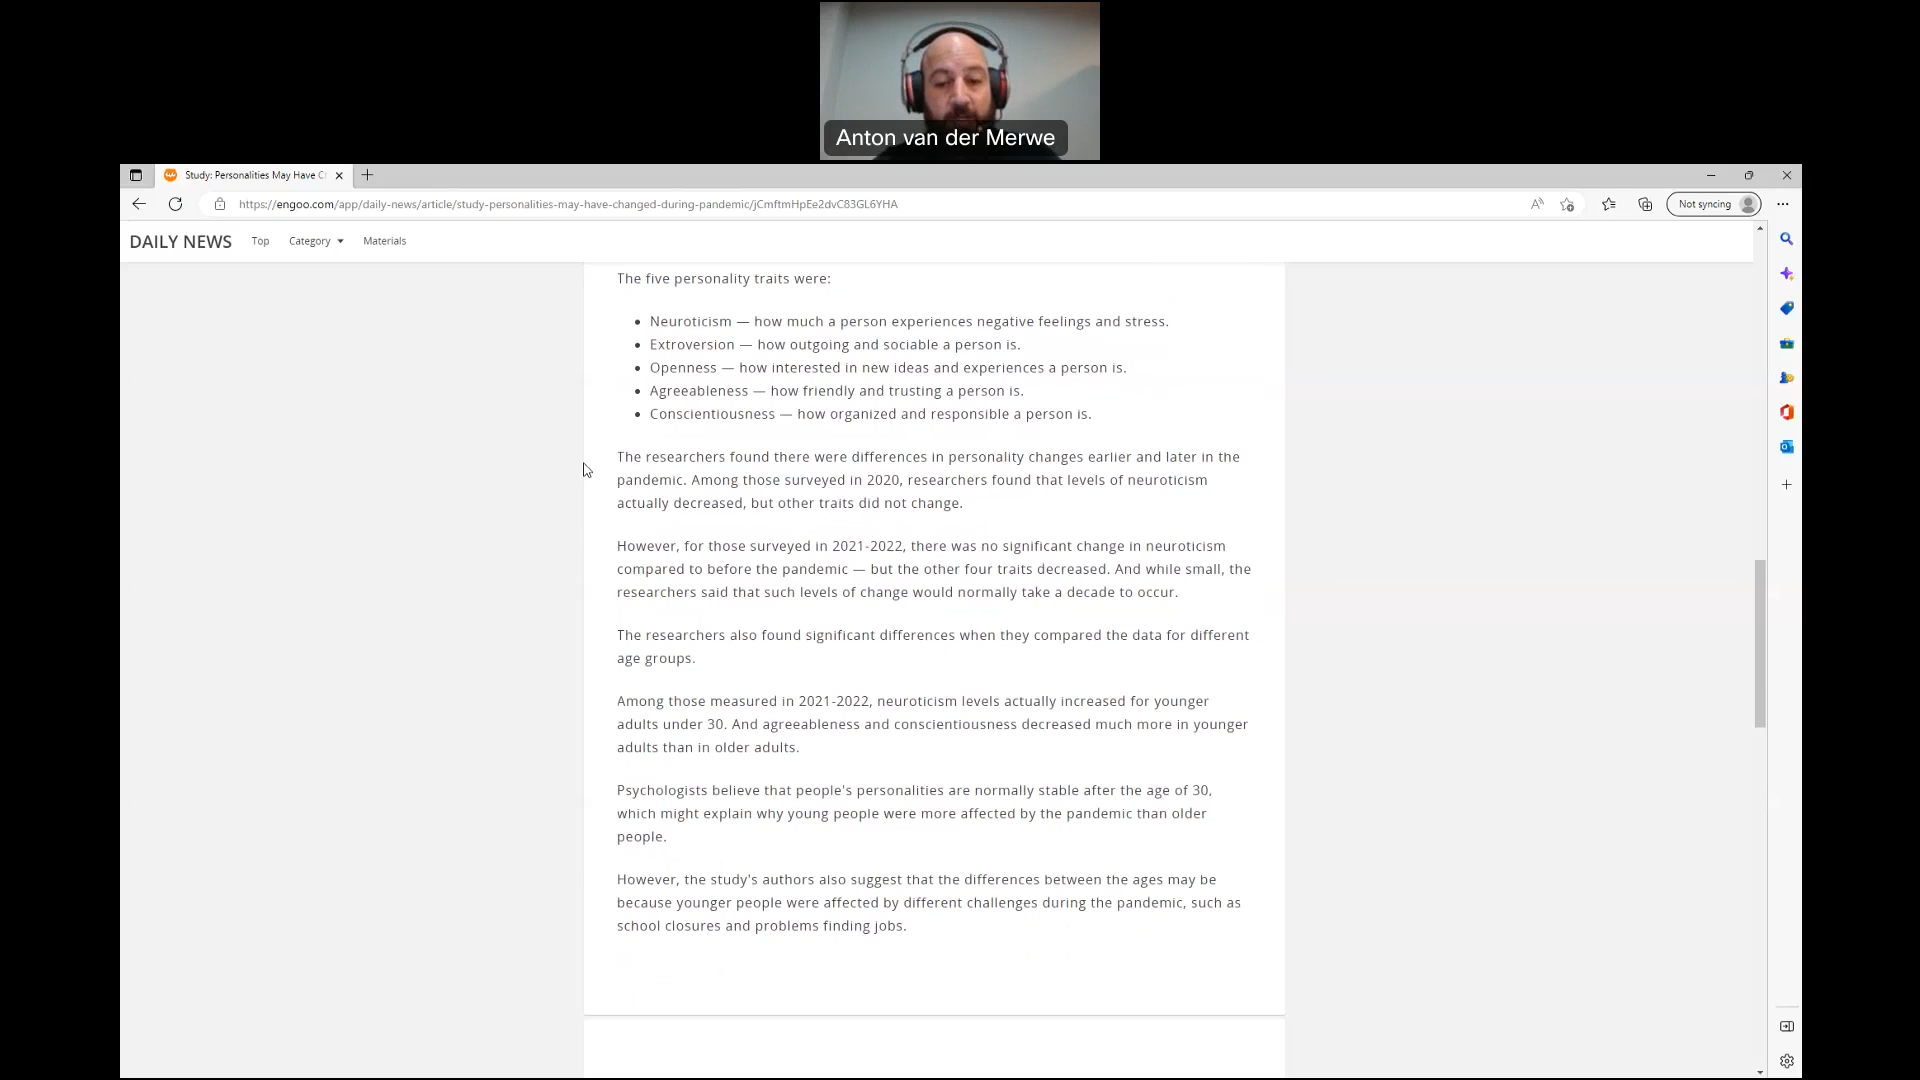 Anton van der Merwe
Study: Personalities May Have C
https://engoo.com/app/daily-news/article/study-personalities-may-have-changed-during-pandemic/jCmftmHpEe2dvC83GL6YHA
Not syncing
DAILY NEWS
Top
Category
Materials
The five personality traits were:
• Neuroticism — how much a person experiences negative feelings and stress.
• Extroversion — how outgoing and sociable a person is.
• Openness — how interested in new ideas and experiences a person is.
• Agreeableness — how friendly and trusting a person is.
• Conscientiousness — how organized and responsible a person is.
The researchers found there were differences in personality changes earlier and later in the
pandemic. Among those surveyed in 2020, researchers found that levels of neuroticism
actually decreased, but other traits did not change.
However, for those surveyed in 2021-2022, there was no significant change in neuroticism
compared to before the pandemic — but the other four traits decreased. And while small, the
researchers said that such levels of change would normally take a decade to occur.
The researchers also found significant differences when they compared the data for different
age groups.
Among those measured in 2021-2022, neuroticism levels actually increased for younger
adults under 30. And agreeableness and conscientiousness decreased much more in younger
adults than in older adults.
Psychologists believe that people's personalities are normally stable after the age of 30,
which might explain why young people were more affected by the pandemic than older
people.
However, the study's authors also suggest that the differences between the ages may be
because younger people were affected by different challenges during the pandemic, such as
school closures and problems finding jobs.